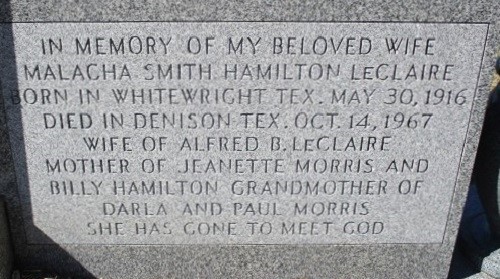 IN MEMORY OF MY BELOVED WIFE
MALACHA SMITH HAMILTON LECLAIRE
BORN IN WHITEWRIGHT TEX. MAY 30, 1916
DIED IN DENISON TEX. OCT. 14, 1967
WIFE OF ALFRED B. LECLAIRE
MOTHER OF JEANETTE MORRIS AND
BILLY HAMILTON GRANDMOTHER OF
DARLA AND PAUL MORRIS
SHE HAS GONE TO MEET GOD